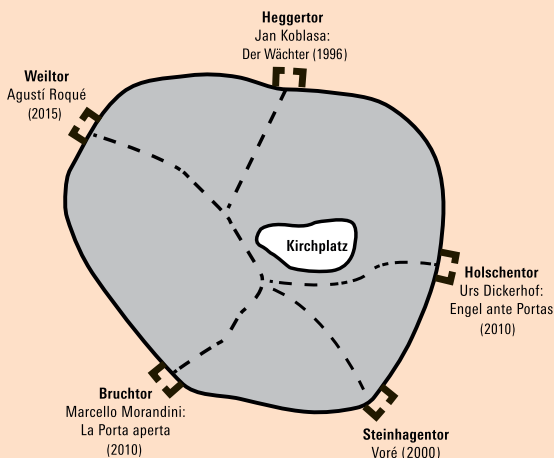 Heggertor
Jan Koblasa:
Der Wächter (1996)
Weiltor
Agustí Roqué
(2015)
Kirchplatz
Holschentor
Urs Dickerhof:
Engel ante Portas
(2010)
Bruchtor
Marcello Morandini:
La Porta aperta
(2010)
Steinhagentor
Voré (2000)